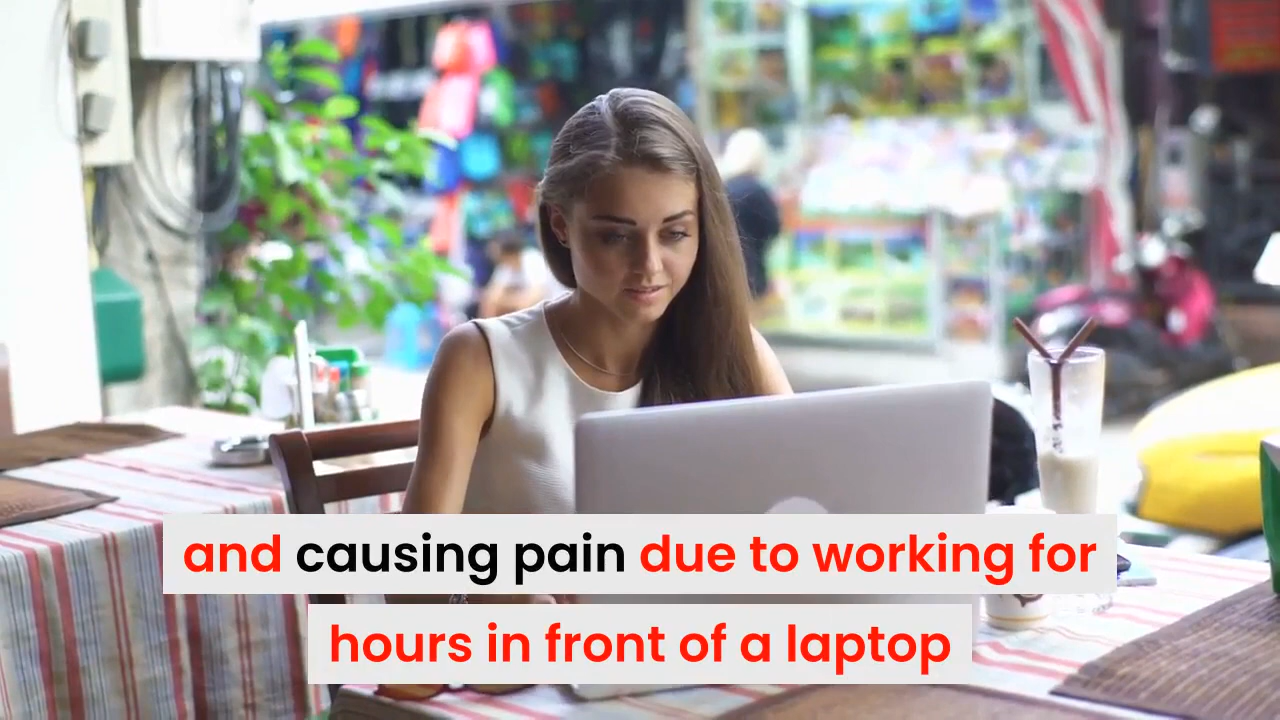 and causing pain due to working for
hours in front of a laptop